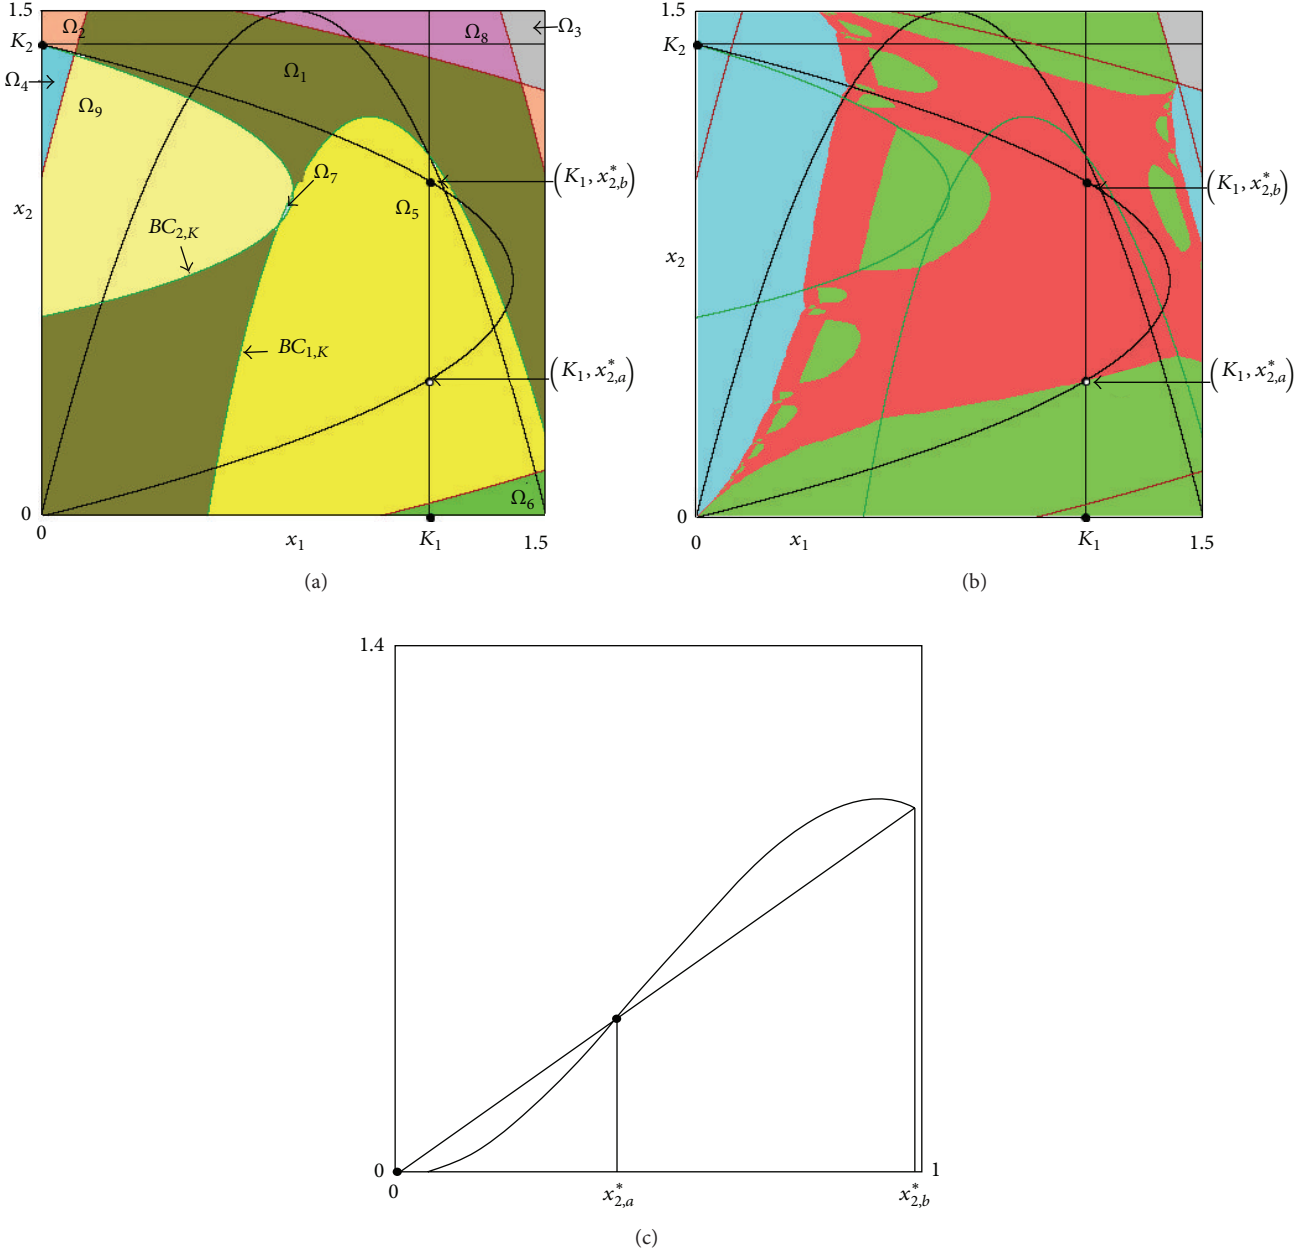 1.5
K₂
Ω₂
Ω₈
Ω₃
Ω₁
Ω₄
Ω₉
x₂
Ω₇
BC₂,K
Ω₅
(K₁, x*₂,b)
BC₁,K
(K₁, x*₂,a)
Ω₆
0
0
x₁
K₁
1.5
(a)
1.5
K₂
(K₁, x*₂,b)
x₂
(K₁, x*₂,a)
0
0
x₁
K₁
1.5
(b)
1.4
0
1
0
x*₂,a
x*₂,b
(c)